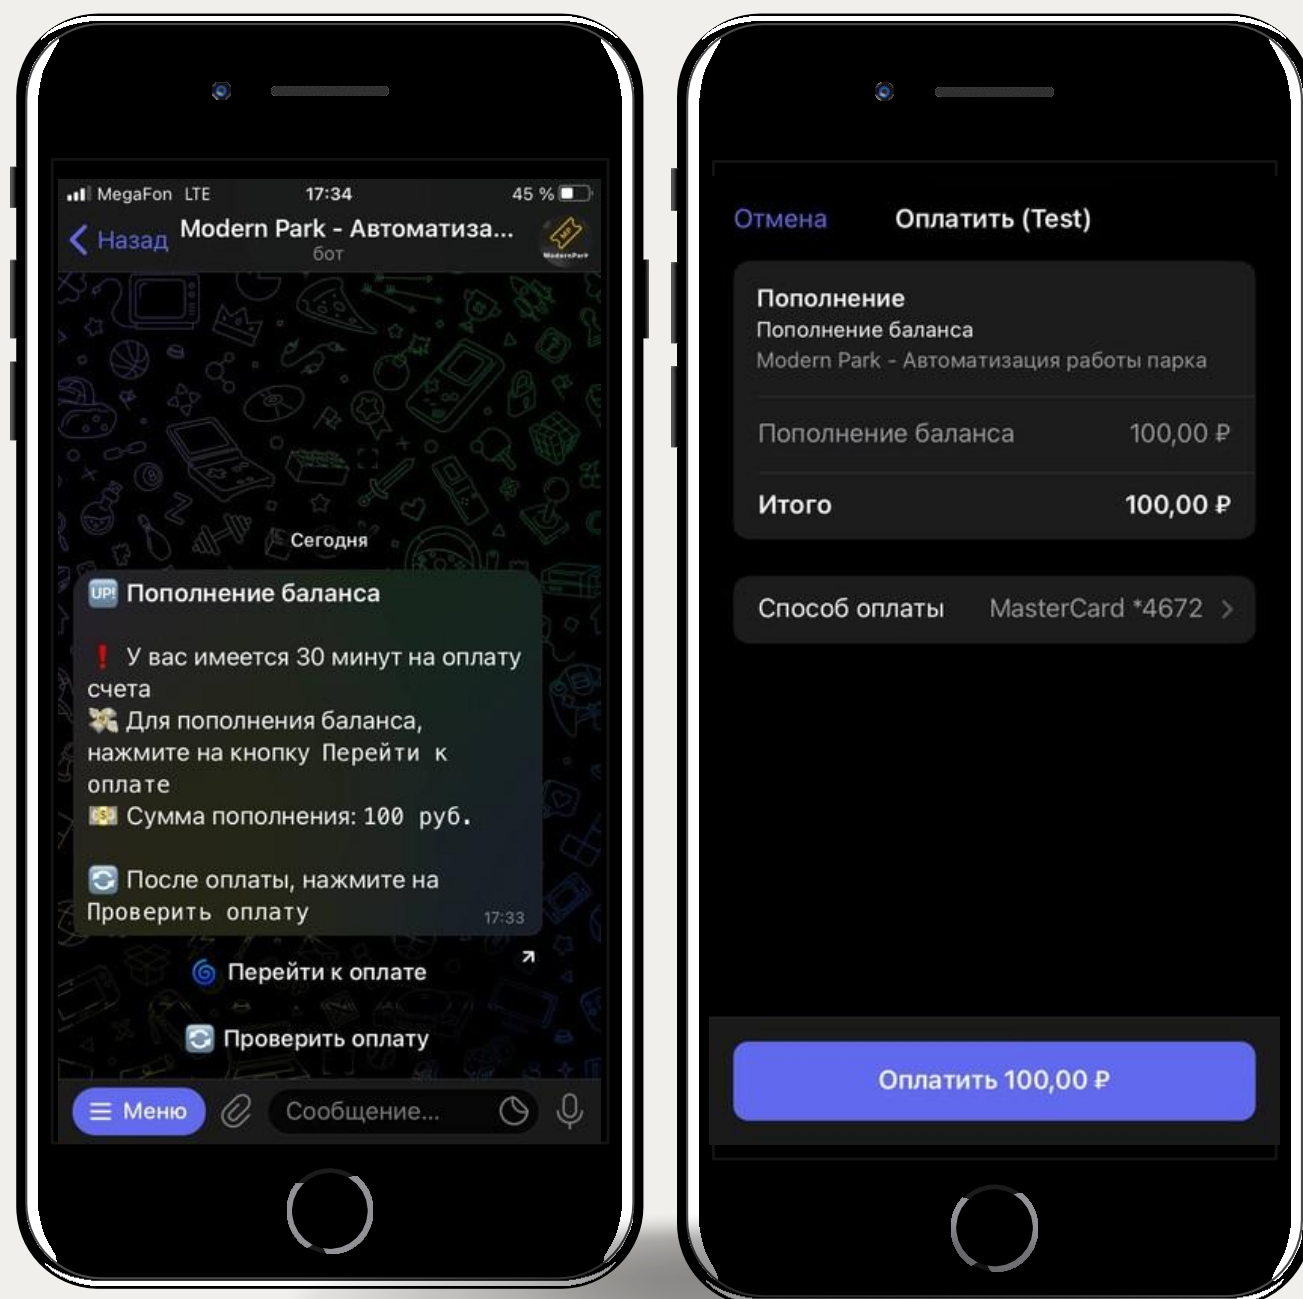 MegaFon LTE 17:34 45 %
Назад Modern Park - Автоматиза...
бот
MP
ModernPark
Сегодня
UP! Пополнение баланса
❗ У вас имеется 30 минут на оплату
счета
💸 Для пополнения баланса,
нажмите на кнопку Перейти к
оплате
💵 Сумма пополнения: 100 руб.
🔄 После оплаты, нажмите на
Проверить оплату
17:33
🌀 Перейти к оплате
🔄 Проверить оплату
Меню Сообщение...
Отмена Оплатить (Test)
Пополнение
Пополнение баланса
Modern Park - Автоматизация работы парка
Пополнение баланса 100,00 ₽
Итого 100,00 ₽
Способ оплаты MasterCard *4672
Оплатить 100,00 ₽